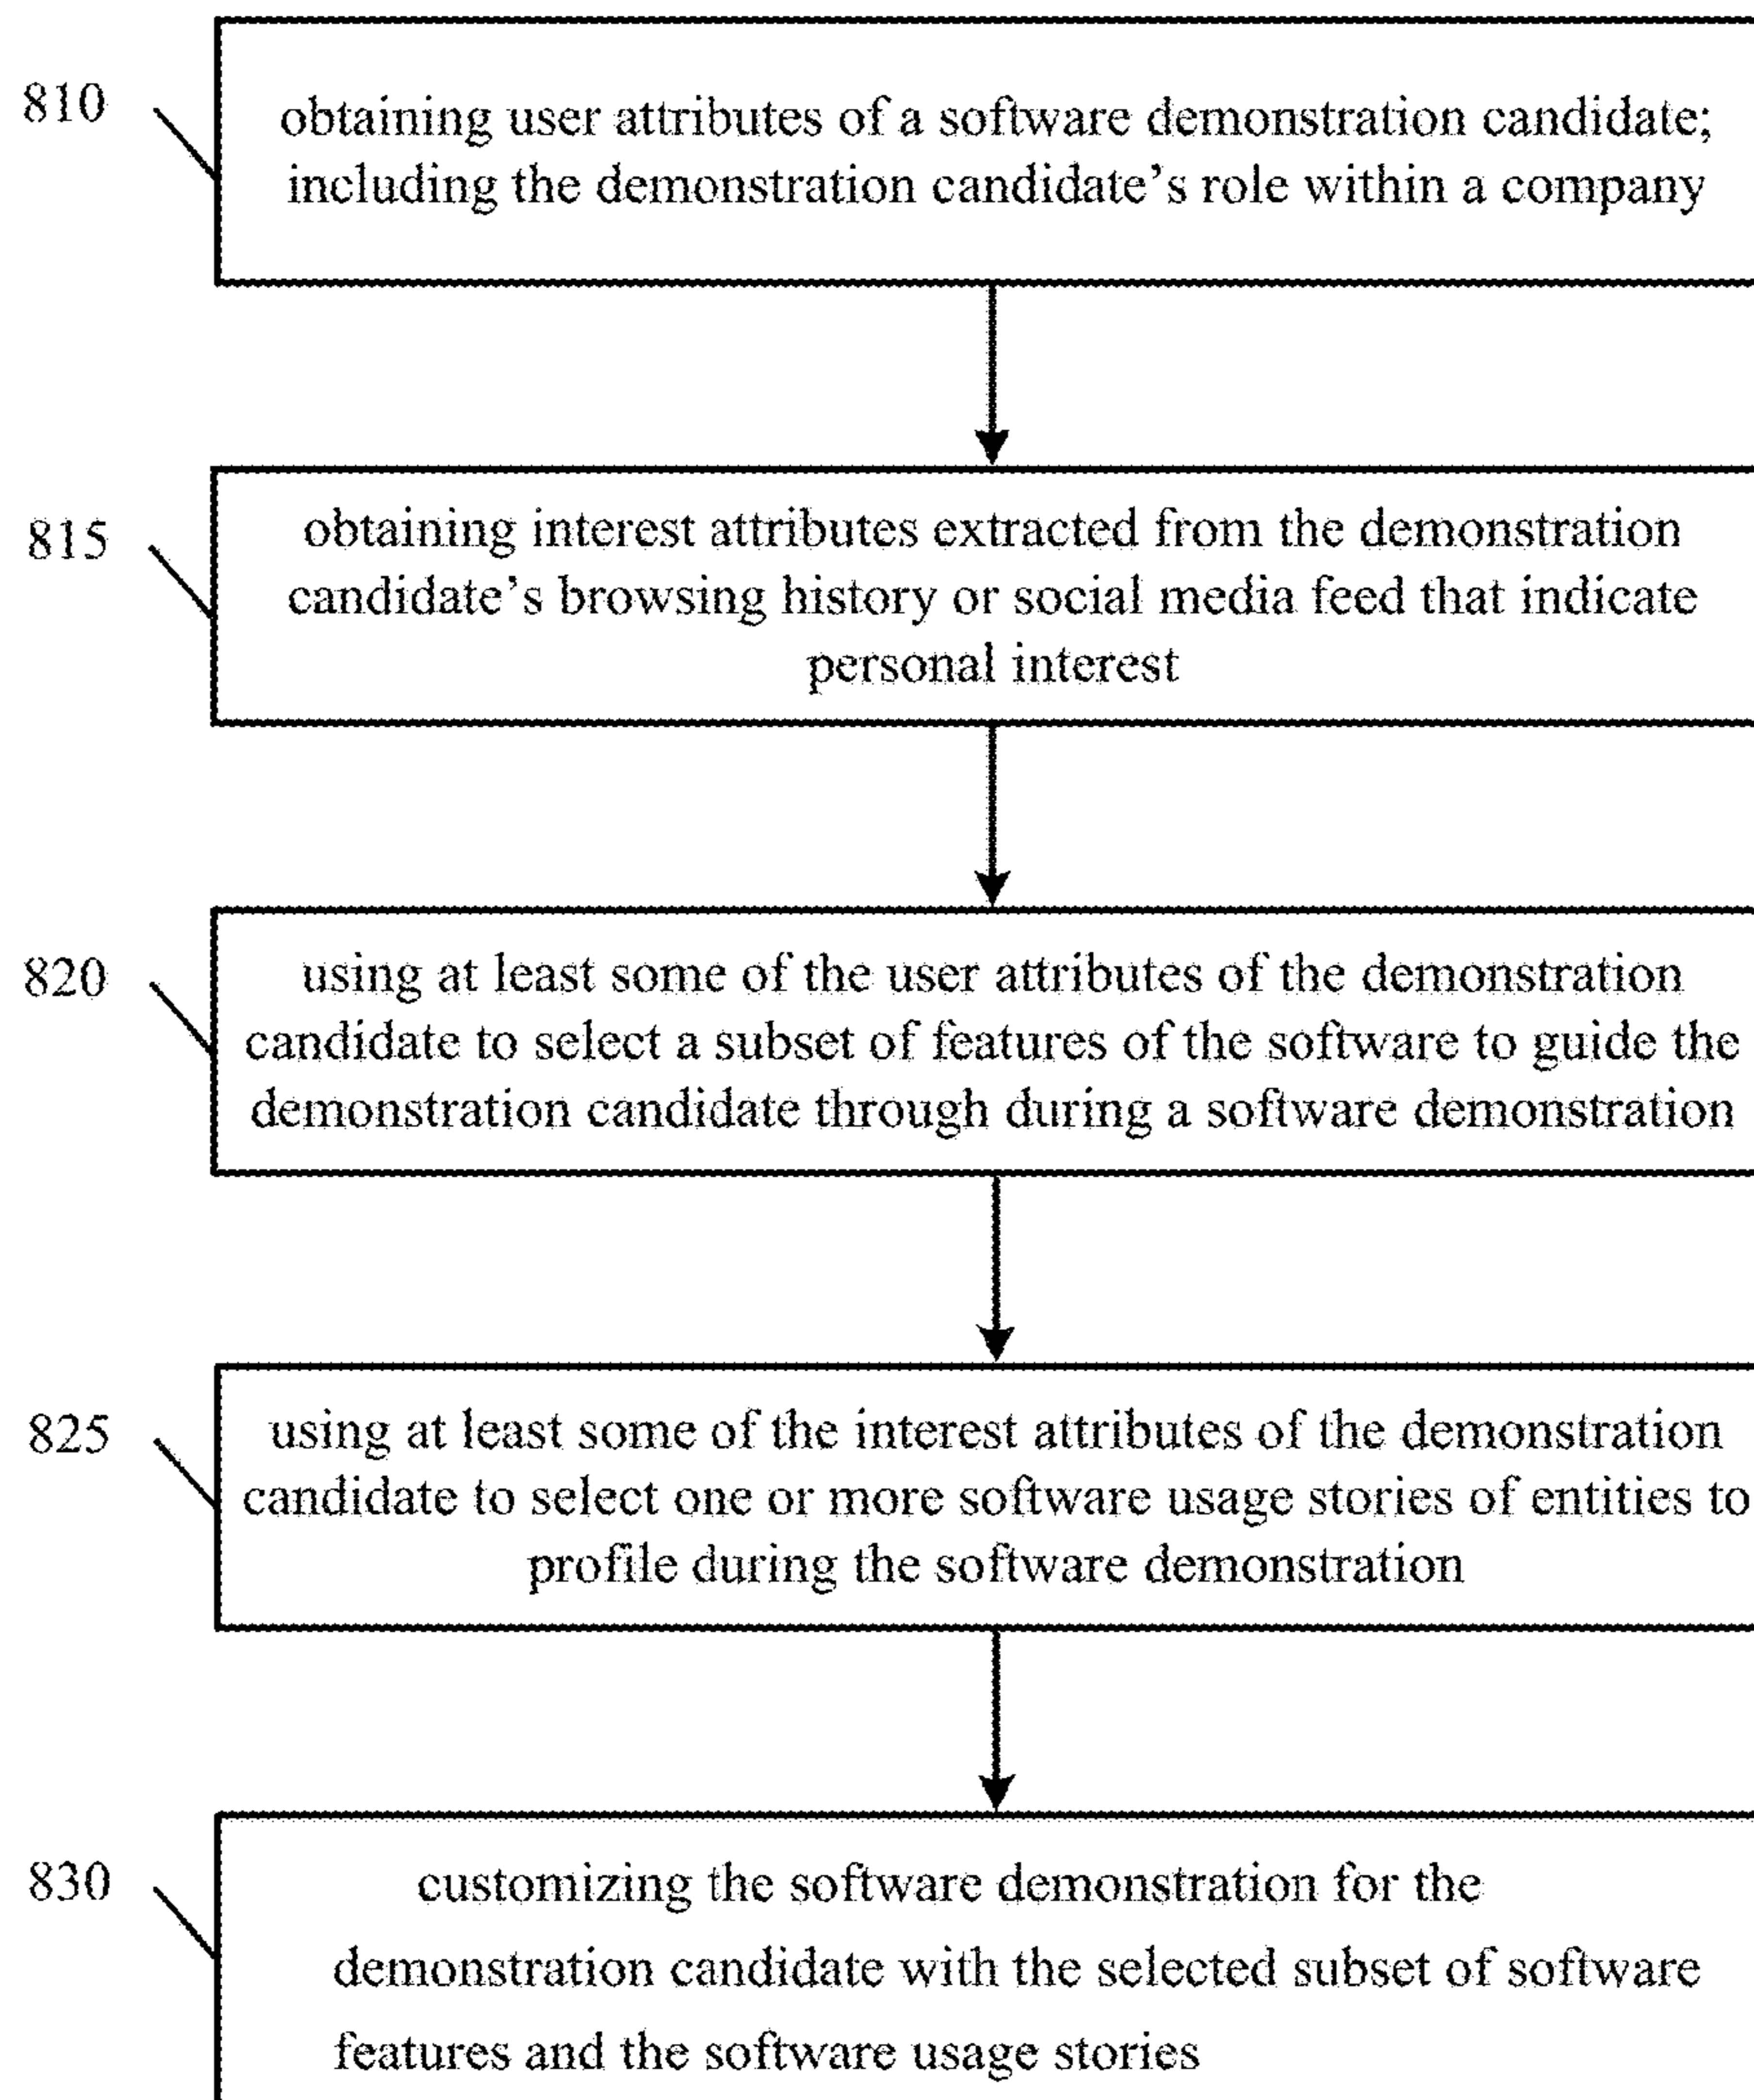 810
obtaining user attributes of a software demonstration candidate;
including the demonstration candidate's role within a company
815
obtaining interest attributes extracted from the demonstration
candidate's browsing history or social media feed that indicate
personal interest
820
using at least some of the user attributes of the demonstration
candidate to select a subset of features of the software to guide the
demonstration candidate through during a software demonstration
825
using at least some of the interest attributes of the demonstration
candidate to select one or more software usage stories of entities to
profile during the software demonstration
830
customizing the software demonstration for the
demonstration candidate with the selected subset of software
features and the software usage stories